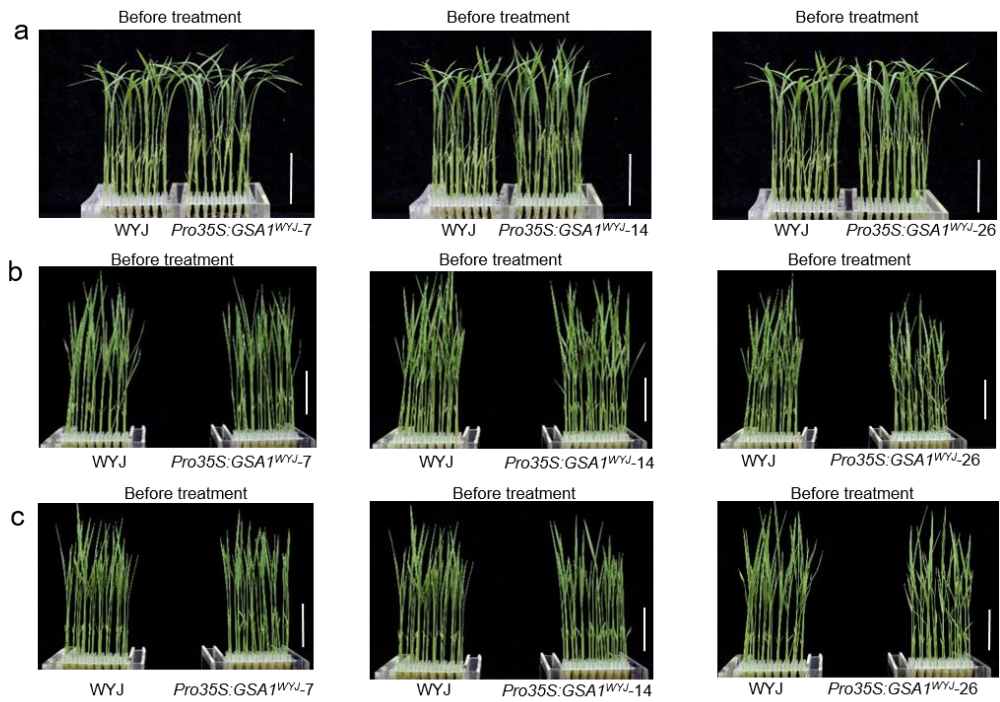 Before treatment Before treatment Before treatment
a
WYJ Pro35S:GSA1WYJ-7 WYJ Pro35S:GSA1WYJ-14 WYJ Pro35S:GSA1WYJ-26
Before treatment Before treatment Before treatment
b
WYJ Pro35S:GSA1WYJ-7 WYJ Pro35S:GSA1WYJ-14 WYJ Pro35S:GSA1WYJ-26
Before treatment Before treatment Before treatment
c
WYJ Pro35S:GSA1WYJ-7 WYJ Pro35S:GSA1WYJ-14 WYJ Pro35S:GSA1WYJ-26